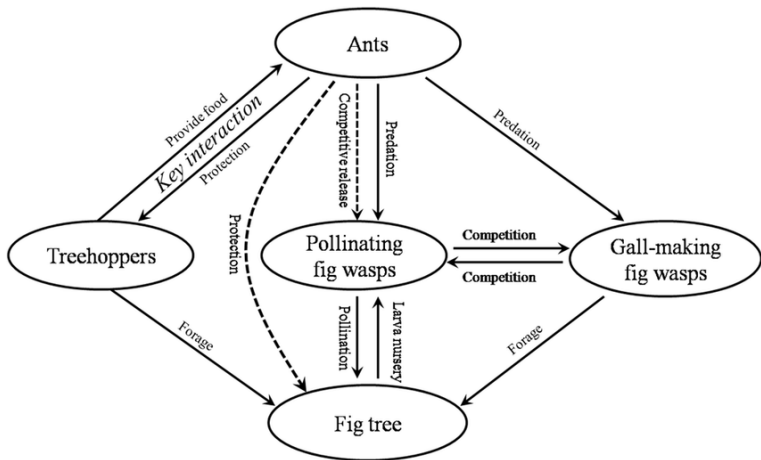 Ants
Provide food
Key interaction
Protection
Protection
Competitive release
Predation
Predation
Treehoppers
Pollinating
fig wasps
Competition
Competition
Gall-making
fig wasps
Forage
Pollination
Larva nursery
Forage
Fig tree